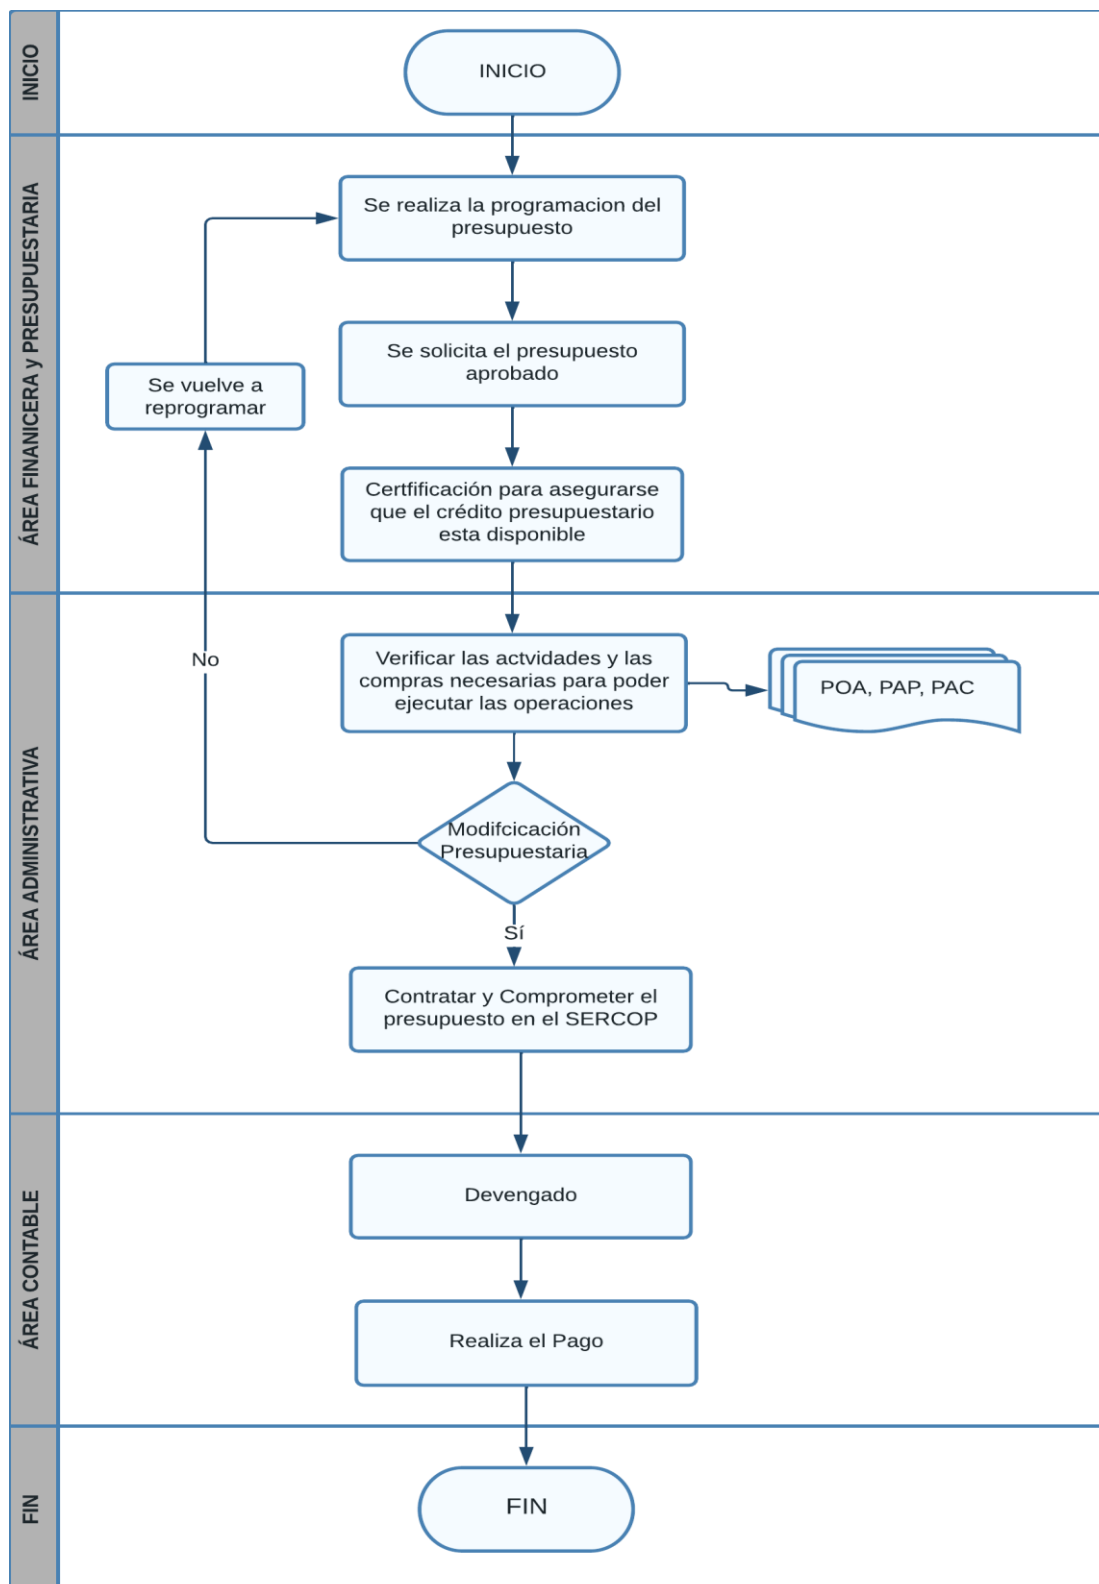 INICIO
INICIO
ÁREA FINANICERA y PRESUPUESTARIA
Se realiza la programacion del
presupuesto
Se solicita el presupuesto
aprobado
Se vuelve a
reprogramar
Certfificación para asegurarse
que el crédito presupuestario
esta disponible
ÁREA ADMINISTRATIVA
No
Verificar las actvidades y las
compras necesarias para poder
ejecutar las operaciones
POA, PAP, PAC
Modifcicación
Presupuestaria
Sí
Contratar y Comprometer el
presupuesto en el SERCOP
ÁREA CONTABLE
Devengado
Realiza el Pago
FIN
FIN